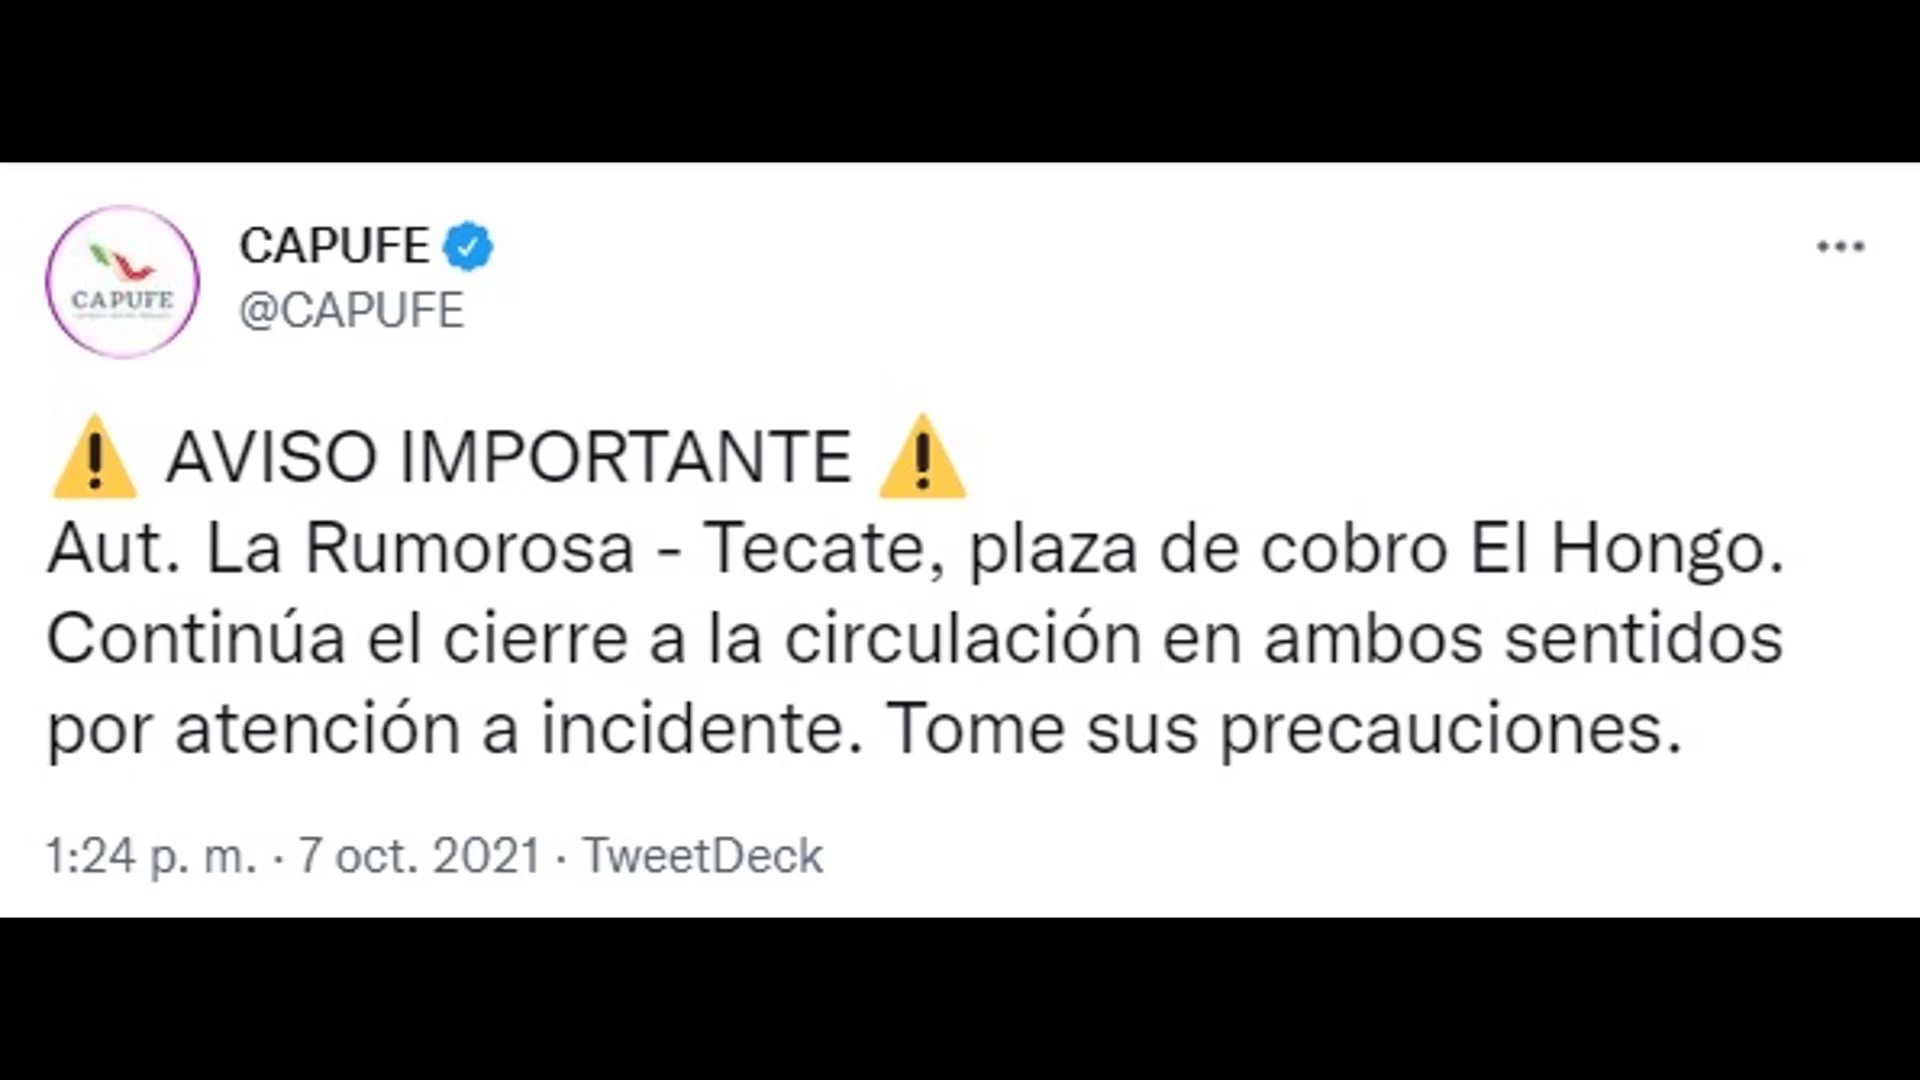 CAPUFE
CAPUFE
@CAPUFE
⚠ AVISO IMPORTANTE ⚠
Aut. La Rumorosa - Tecate, plaza de cobro El Hongo.
Continúa el cierre a la circulación en ambos sentidos
por atención a incidente. Tome sus precauciones.
1:24 p. m. · 7 oct. 2021 · TweetDeck